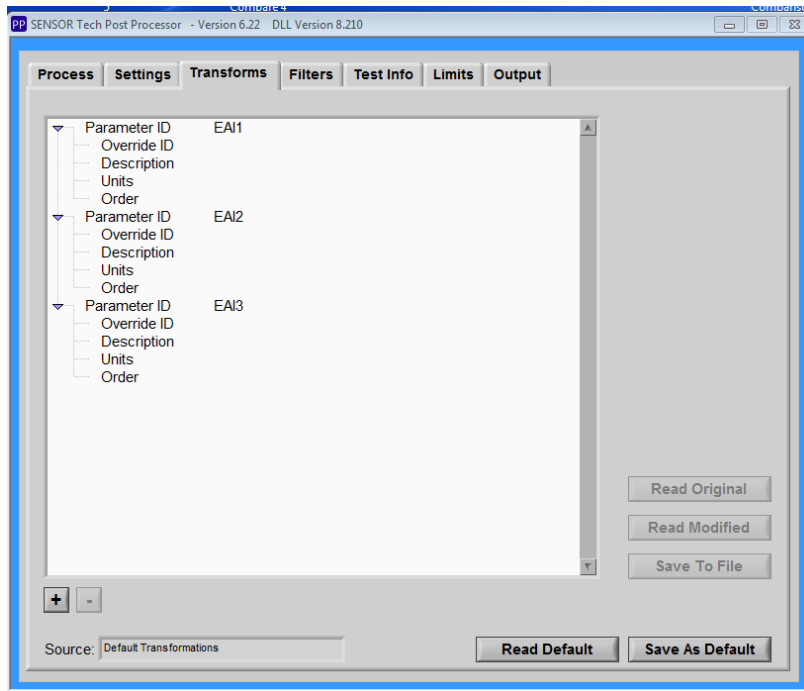 Compare 4
PP SENSOR Tech Post Processor - Version 6.22 DLL Version 8.210
Process Settings Transforms Filters Test Info Limits Output
Parameter ID EAI1
Override ID
Description
Units
Order
Parameter ID EAI2
Override ID
Description
Units
Order
Parameter ID EAI3
Override ID
Description
Units
Order
Read Original
Read Modified
Save To File
+ -
Source: Default Transformations
Read Default Save As Default